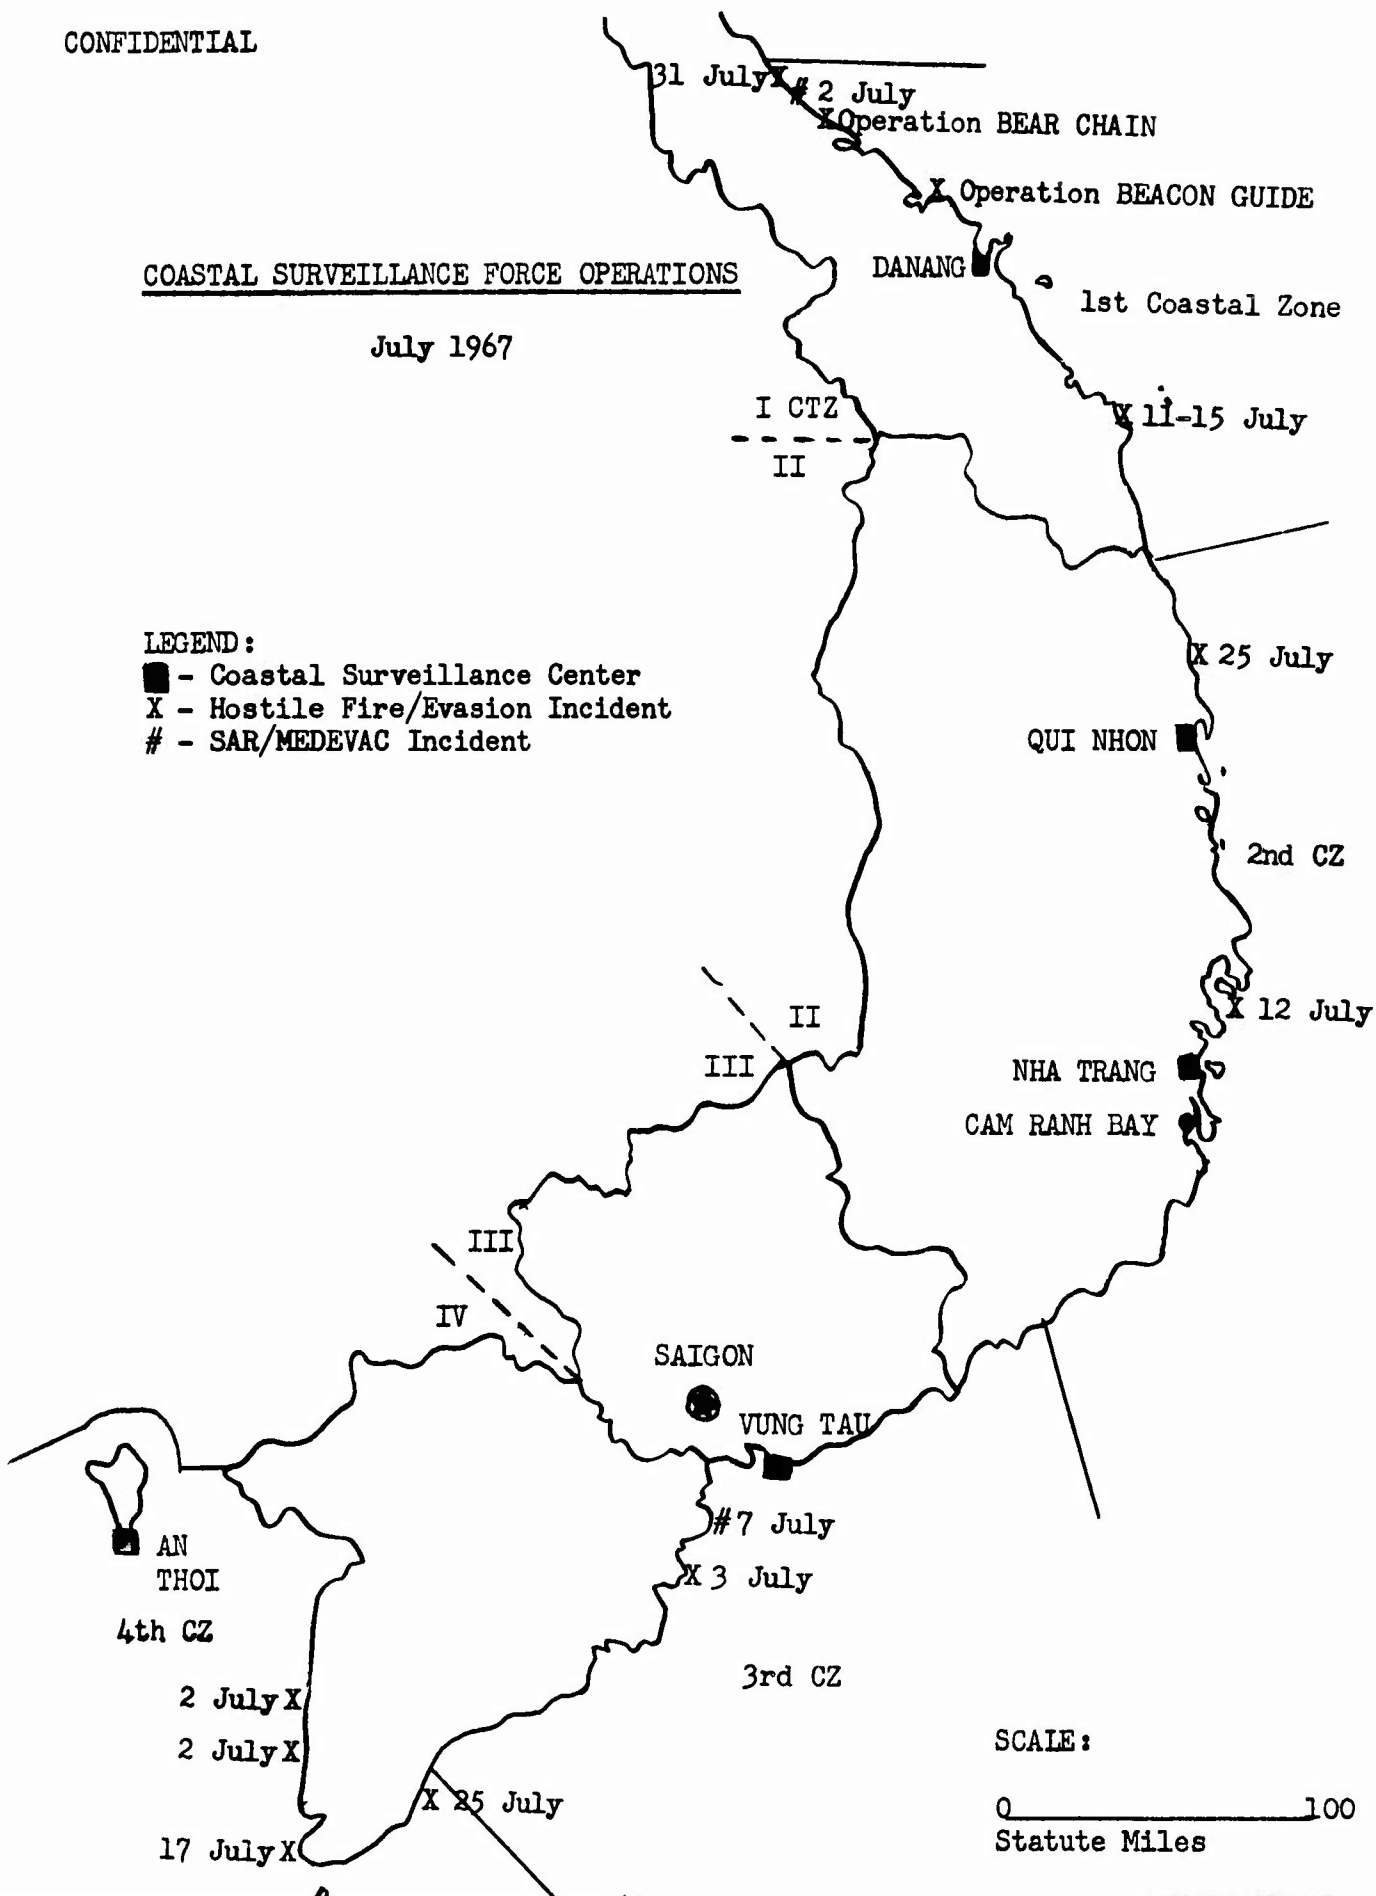 CONFIDENTIAL
31 July X
# 2 July
X Operation BEAR CHAIN
X Operation BEACON GUIDE
COASTAL SURVEILLANCE FORCE OPERATIONS
DANANG
1st Coastal Zone
July 1967
I CTZ
X 11-15 July
II
LEGEND:
- Coastal Surveillance Center
X - Hostile Fire/Evasion Incident
# - SAR/MEDEVAC Incident
X 25 July
QUI NHON
2nd CZ
X 12 July
II
III
NHA TRANG
CAM RANH BAY
III
IV
SAIGON
VUNG TAU
# 7 July
AN
THOI
X 3 July
4th CZ
3rd CZ
2 July X
2 July X
X 25 July
17 July X
SCALE:
0 100
Statute Miles